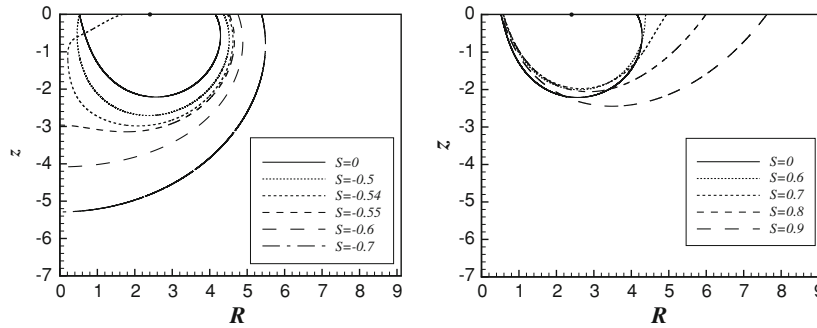 0
-1
-2
-3
-4
-5
-6
-7
z
0 1 2 3 4 5 6 7 8 9
R
S=0
S=-0.5
S=-0.54
S=-0.55
S=-0.6
S=-0.7
0
-1
-2
-3
-4
-5
-6
-7
z
0 1 2 3 4 5 6 7 8 9
R
S=0
S=0.6
S=0.7
S=0.8
S=0.9